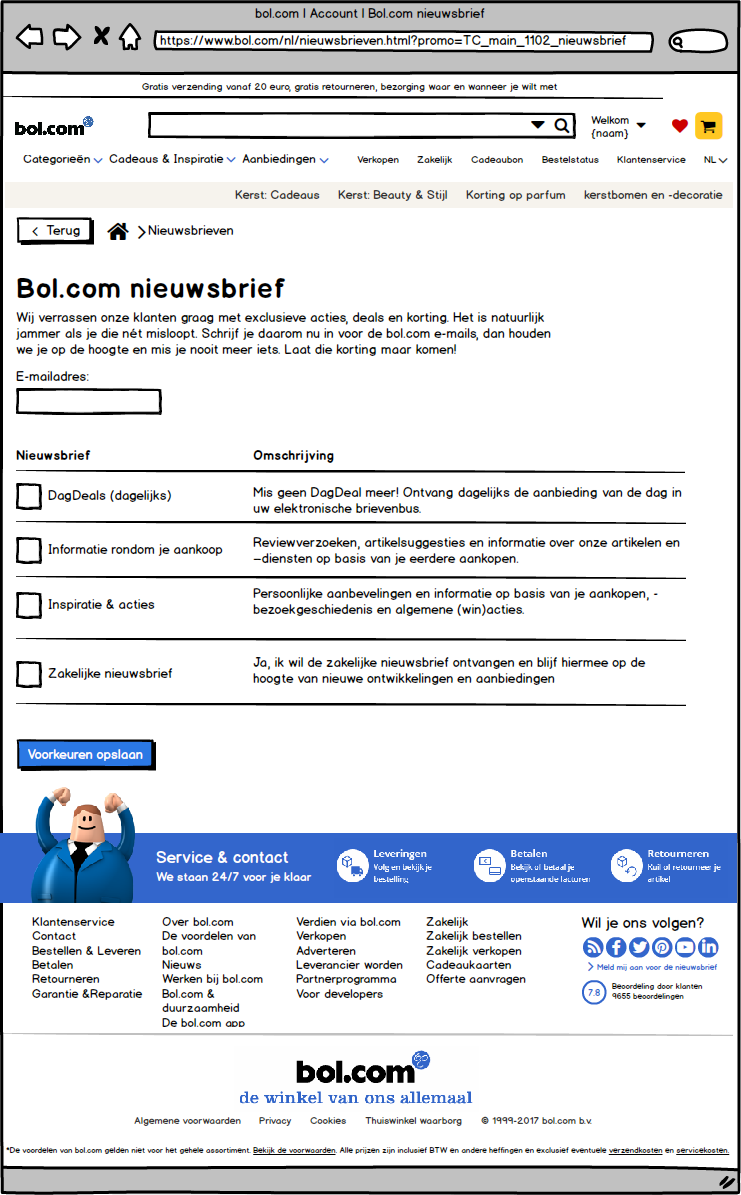 bol.com | Account | Bol.com nieuwsbrief
https://www.bol.com/nl/nieuwsbrieven.html?promo=TC_main_1102_nieuwsbrief
Gratis verzending vanaf 20 euro, gratis retourneren, bezorging waar en wanneer je wilt met
bol.com
Welkom
{naam}
Categorieën Cadeaus & Inspiratie Aanbiedingen Verkopen Zakelijk Cadeaubon Bestelstatus Klantenservice NL
Kerst: Cadeaus Kerst: Beauty & Stijl Korting op parfum kerstbomen en -decoratie
< Terug Nieuwsbrieven
Bol.com nieuwsbrief
Wij verrassen onze klanten graag met exclusieve acties, deals en korting. Het is natuurlijk
jammer als je die nét misloopt. Schrijf je daarom nu in voor de bol.com e-mails, dan houden
we je op de hoogte en mis je nooit meer iets. Laat die korting maar komen!
E-mailadres:
Nieuwsbrief Omschrijving
DagDeals (dagelijks)
Mis geen DagDeal meer! Ontvang dagelijks de aanbieding van de dag in
uw elektronische brievenbus.
Informatie rondom je aankoop
Reviewverzoeken, artikelsuggesties en informatie over onze artikelen en
–diensten op basis van je eerdere aankopen.
Inspiratie & acties
Persoonlijke aanbevelingen en informatie op basis van je aankopen, -
bezoekgeschiedenis en algemene (win)acties.
Zakelijke nieuwsbrief
Ja, ik wil de zakelijke nieuwsbrief ontvangen en blijf hiermee op de
hoogte van nieuwe ontwikkelingen en aanbiedingen
Voorkeuren opslaan
Service & contact
We staan 24/7 voor je klaar
Leveringen
Volg en bekijk je
bestelling
Betalen
Bekijk of betaal je
openstaande facturen
Retourneren
Ruil of retourneer je
artikel
Klantenservice
Contact
Bestellen & Leveren
Betalen
Retourneren
Garantie &Reparatie
Over bol.com
De voordelen van
bol.com
Nieuws
Werken bij bol.com
Bol.com &
duurzaamheid
De bol.com app
Verdien via bol.com
Verkopen
Adverteren
Leverancier worden
Partnerprogramma
Voor developers
Zakelijk
Zakelijk bestellen
Zakelijk verkopen
Cadeaukaarten
Offerte aanvragen
Wil je ons volgen?
Meld mij aan voor de nieuwsbrief
7.8
Beoordeling door klanten
9655 beoordelingen
bol.com
de winkel van ons allemaal
Algemene voorwaarden Privacy Cookies Thuiswinkel waarborg © 1999-2017 bol.com b.v.
*De voordelen van bol.com gelden niet voor het gehele assortiment. Bekijk de voorwaarden. Alle prijzen zijn inclusief BTW en andere heffingen en exclusief eventuele verzendkosten en servicekosten.